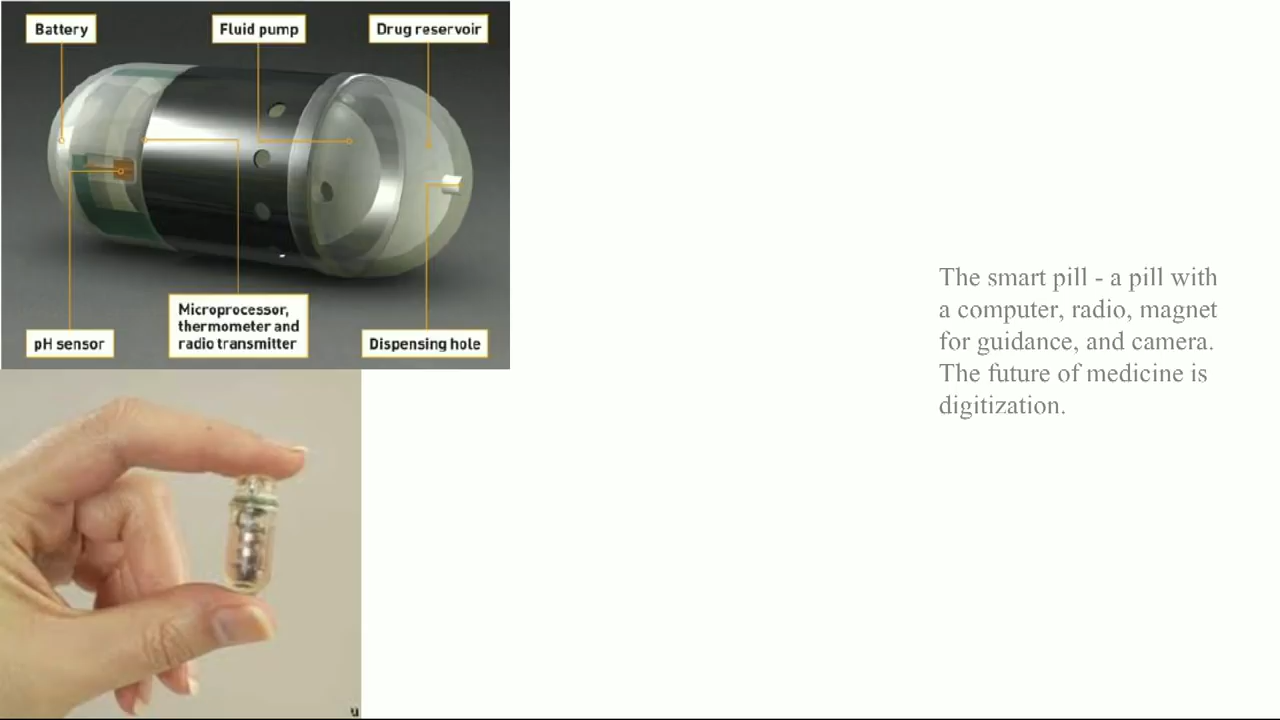 Battery
Fluid pump
Drug reservoir
pH sensor
Microprocessor,
thermometer and
radio transmitter
Dispensing hole
The smart pill - a pill with
a computer, radio, magnet
for guidance, and camera.
The future of medicine is
digitization.